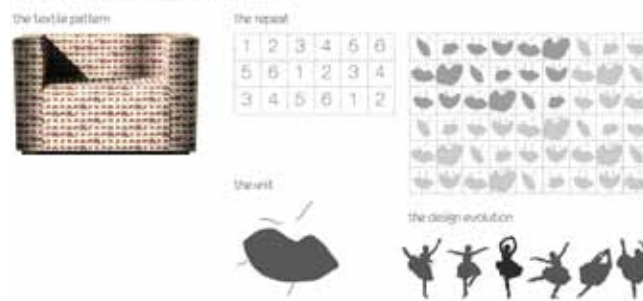 the textile pattern
the repeat
1 2 3 4 5 6
5 6 1 2 3 4
3 4 5 6 1 2
the unit
the design evolution